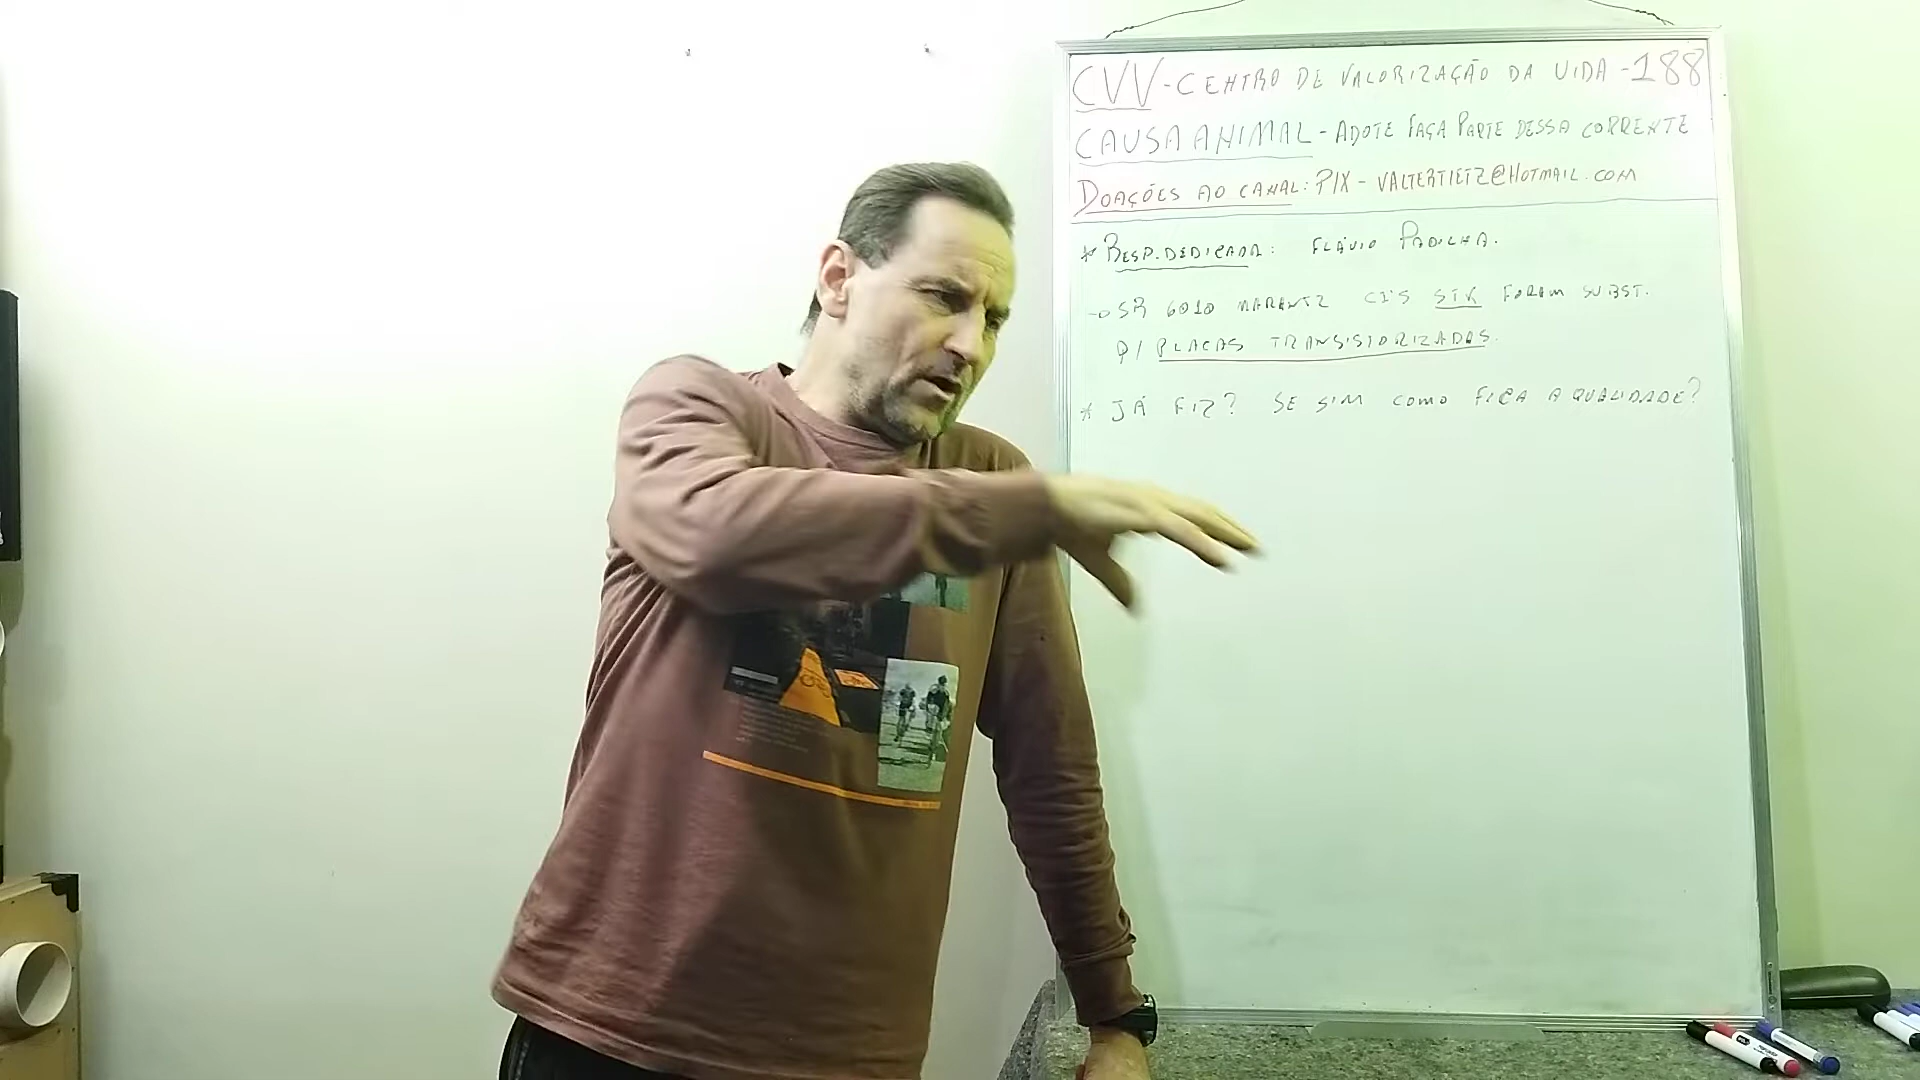 CVV - CENTRO DE VALORIZAÇÃO DA VIDA - 188
CAUSA ANIMAL - ADOTE FAÇA PARTE DESSA CORRENTE
DOAÇÕES AO CANAL: PIX - VALTERTIETZ@HOTMAIL.COM
* RESP. DEDICADA: FLÁVIO PADILHA.
→ SR 6010 MARANTZ CI'S STK FORAM SUBST.
P/ PLACAS TRANSISTORIZADAS.
* JÁ FIZ? SE SIM COMO FICA A QUALIDADE?